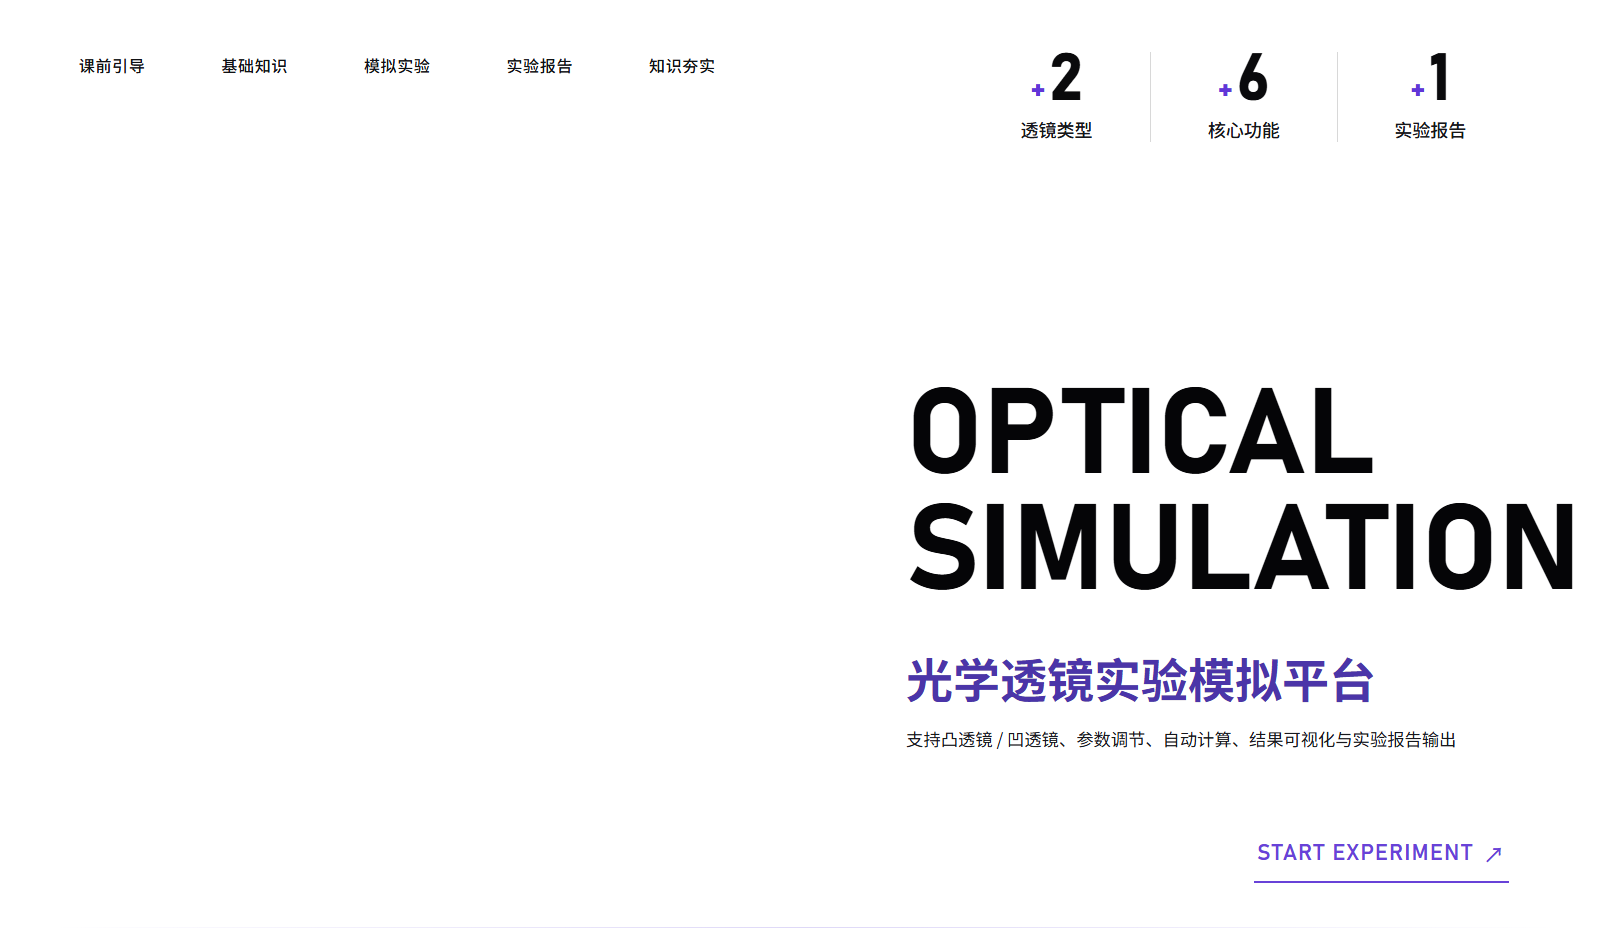 课前引导
基础知识
模拟实验
实验报告
知识夯实
+2
透镜类型
+6
核心功能
+1
实验报告
OPTICAL
SIMULATION
光学透镜实验模拟平台
支持凸透镜 / 凹透镜、参数调节、自动计算、结果可视化与实验报告输出
START EXPERIMENT ↗